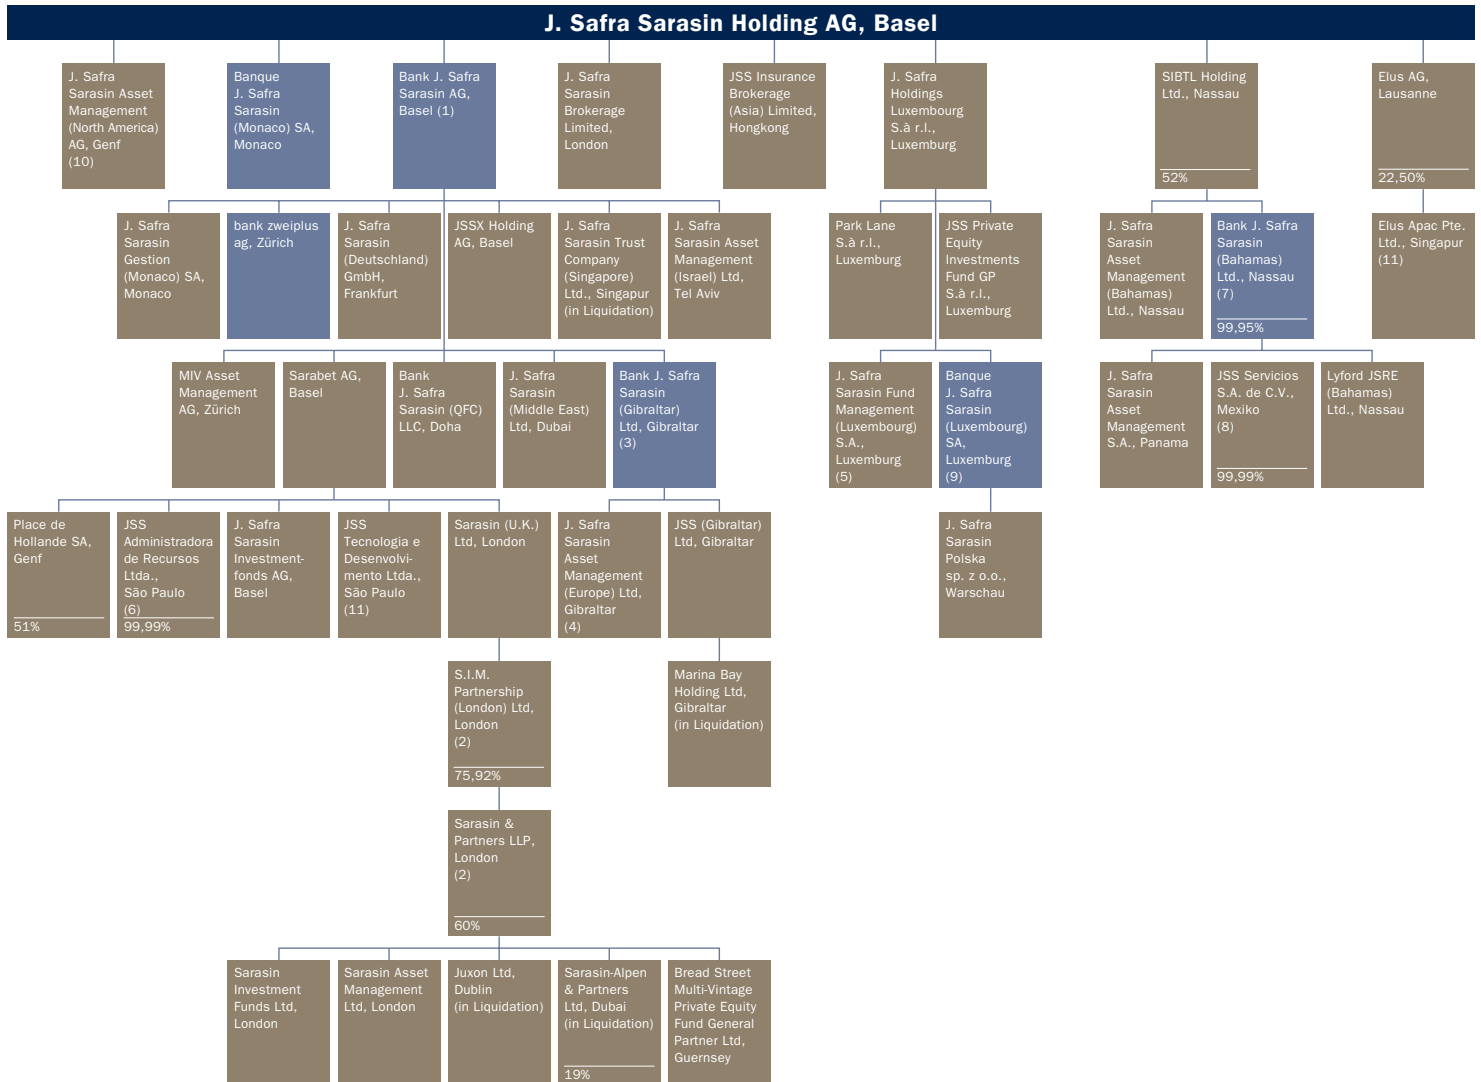 J. Safra Sarasin Holding AG, Basel
J. Safra
Sarasin Asset
Management
(North America)
AG, Genf
(10)
Banque
J. Safra
Sarasin
(Monaco) SA,
Monaco
Bank J. Safra
Sarasin AG,
Basel (1)
J. Safra
Sarasin
Brokerage
Limited,
London
JSS Insurance
Brokerage
(Asia) Limited,
Hongkong
J. Safra
Holdings
Luxembourg
S.à r.l.,
Luxemburg
SIBTL Holding
Ltd., Nassau
52%
Elus AG,
Lausanne
22,50%
J. Safra
Sarasin
Gestion
(Monaco) SA,
Monaco
bank zweiplus
ag, Zürich
J. Safra
Sarasin
(Deutschland)
GmbH,
Frankfurt
JSSX Holding
AG, Basel
J. Safra
Sarasin Trust
Company
(Singapore)
Ltd., Singapur
(in Liquidation)
J. Safra
Sarasin Asset
Management
(Israel) Ltd,
Tel Aviv
Park Lane
S.à r.l.,
Luxemburg
JSS Private
Equity
Investments
Fund GP
S.à r.l.,
Luxemburg
J. Safra
Sarasin
Asset
Management
(Bahamas)
Ltd., Nassau
Bank J. Safra
Sarasin
(Bahamas)
Ltd., Nassau
(7)
99,95%
Elus Apac Pte.
Ltd., Singapur
(11)
MIV Asset
Management
AG, Zürich
Sarabet AG,
Basel
Bank
J. Safra
Sarasin (QFC)
LLC, Doha
J. Safra
Sarasin
(Middle East)
Ltd, Dubai
Bank J. Safra
Sarasin
(Gibraltar)
Ltd, Gibraltar
(3)
J. Safra
Sarasin Fund
Management
(Luxembourg)
S.A.,
Luxemburg
(5)
Banque
J. Safra
Sarasin
(Luxembourg)
SA,
Luxemburg
(9)
J. Safra
Sarasin
Asset
Management
S.A., Panama
JSS Servicios
S.A. de C.V.,
Mexiko
(8)
99,99%
Lyford JSRE
(Bahamas)
Ltd., Nassau
Place de
Hollande SA,
Genf
51%
JSS
Administradora
de Recursos
Ltda.,
São Paulo
(6)
99,99%
J. Safra
Sarasin
Investment-
fonds AG,
Basel
JSS
Tecnologia e
Desenvolvi-
mento Ltda.,
São Paulo
(11)
Sarasin (U.K.)
Ltd, London
J. Safra
Sarasin
Asset
Management
(Europe) Ltd,
Gibraltar
(4)
JSS (Gibraltar)
Ltd, Gibraltar
J. Safra
Sarasin
Polska
sp. z o.o.,
Warschau
S.I.M.
Partnership
(London) Ltd,
London
(2)
75,92%
Marina Bay
Holding Ltd,
Gibraltar
(in Liquidation)
Sarasin &
Partners LLP,
London
(2)
60%
Sarasin
Investment
Funds Ltd,
London
Sarasin Asset
Management
Ltd, London
Juxon Ltd,
Dublin
(in Liquidation)
Sarasin-Alpen
& Partners
Ltd, Dubai
(in Liquidation)
19%
Bread Street
Multi-Vintage
Private Equity
Fund General
Partner Ltd,
Guernsey